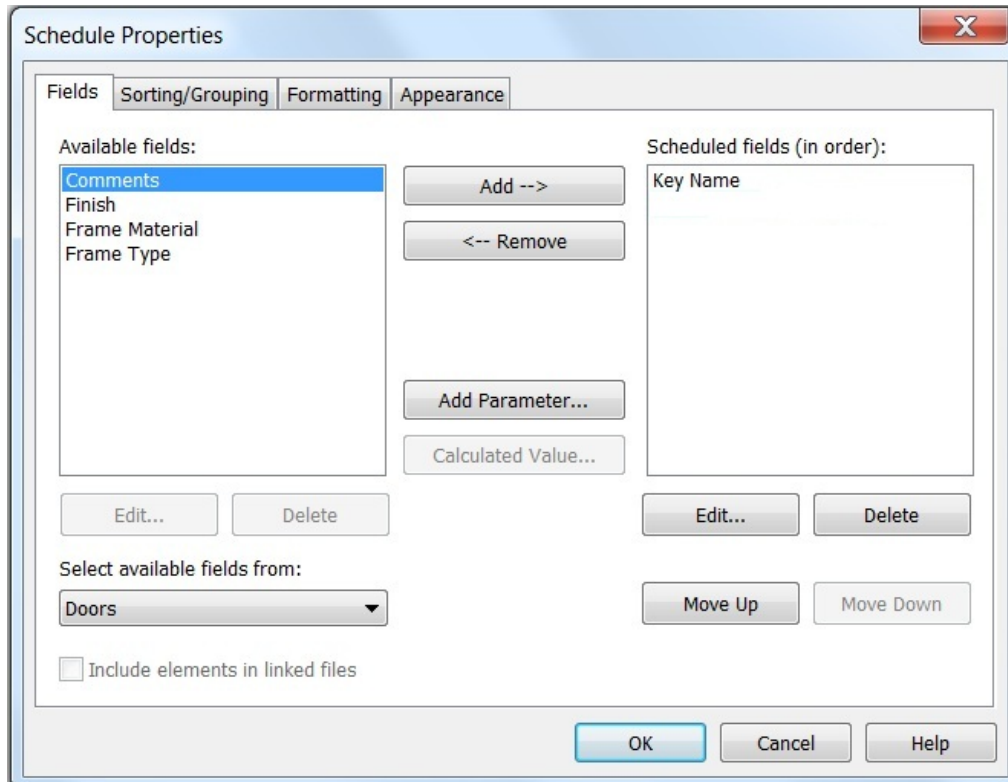 Schedule Properties
X
Fields
Sorting/Grouping
Formatting
Appearance
Available fields:
Comments
Finish
Frame Material
Frame Type
Add -->
<-- Remove
Add Parameter...
Calculated Value...
Scheduled fields (in order):
Key Name
Edit...
Delete
Edit...
Delete
Select available fields from:
Doors
Move Up
Move Down
Include elements in linked files
OK
Cancel
Help